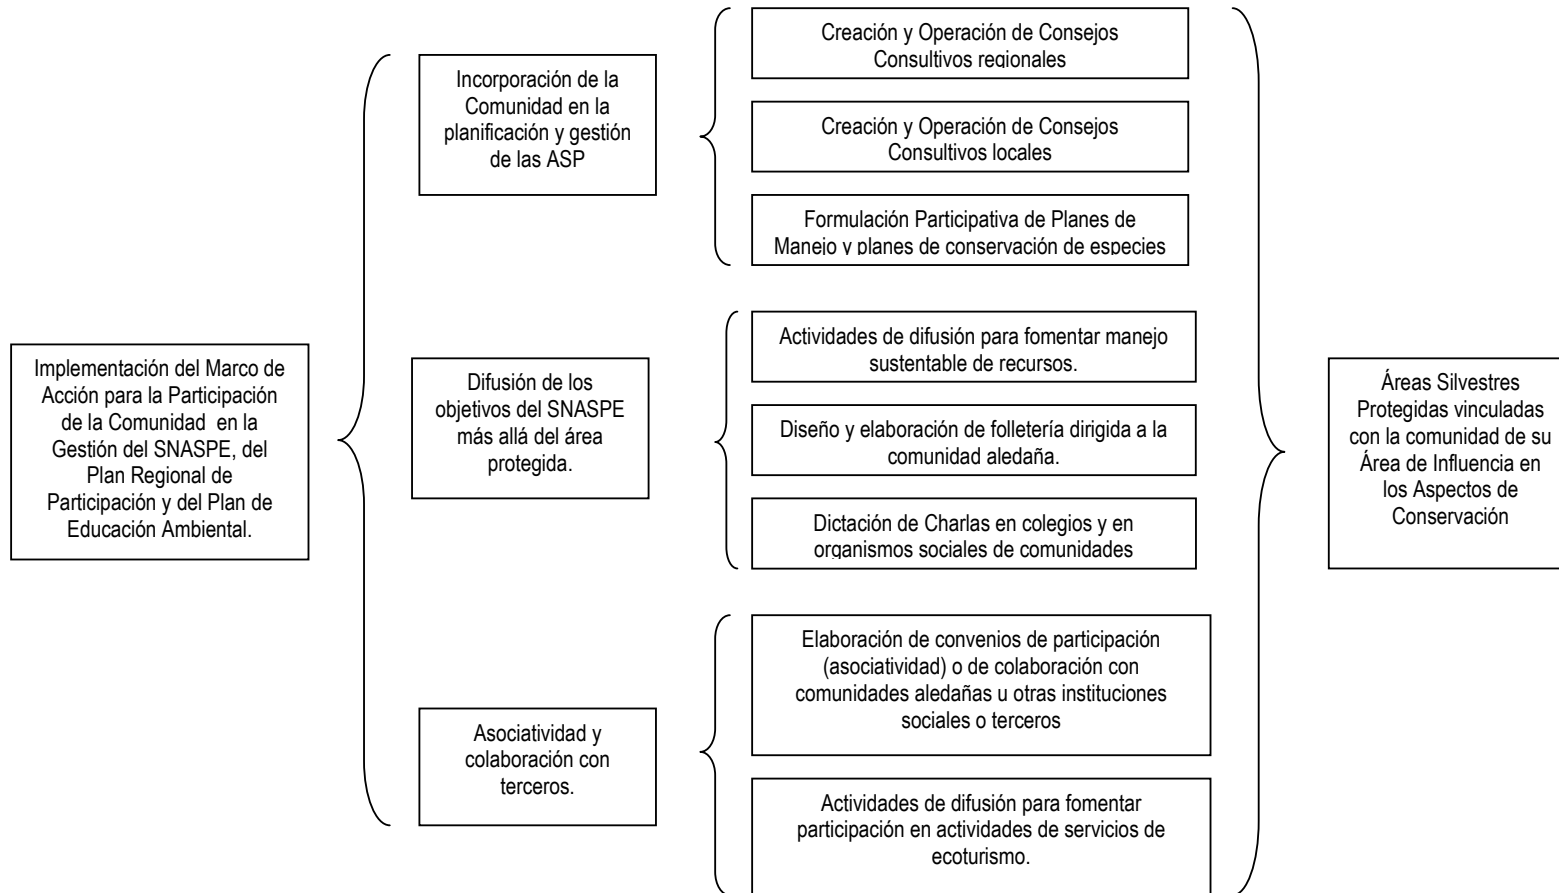 Implementación del Marco de
Acción para la Participación
de la Comunidad en la
Gestión del SNASPE, del
Plan Regional de
Participación y del Plan de
Educación Ambiental.
Incorporación de la
Comunidad en la
planificación y gestión
de las ASP
Creación y Operación de Consejos
Consultivos regionales
Creación y Operación de Consejos
Consultivos locales
Formulación Participativa de Planes de
Manejo y planes de conservación de especies
Difusión de los
objetivos del SNASPE
más allá del área
protegida.
Actividades de difusión para fomentar manejo
sustentable de recursos.
Diseño y elaboración de folletería dirigida a la
comunidad aledaña.
Dictación de Charlas en colegios y en
organismos sociales de comunidades
Asociatividad y
colaboración con
terceros.
Elaboración de convenios de participación
(asociatividad) o de colaboración con
comunidades aledañas u otras instituciones
sociales o terceros
Actividades de difusión para fomentar
participación en actividades de servicios de
ecoturismo.
Áreas Silvestres
Protegidas vinculadas
con la comunidad de su
Área de Influencia en
los Aspectos de
Conservación